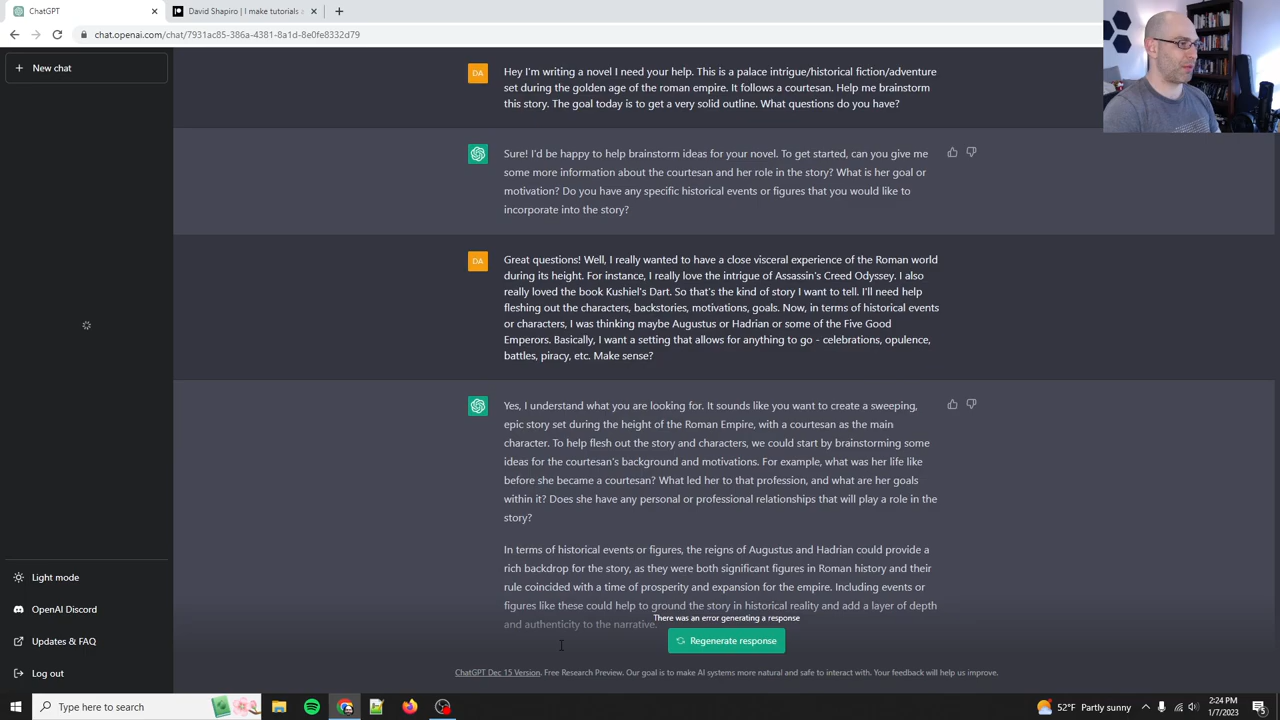 ChatGPT
David Shapiro | I make tutorials
chat.openai.com/chat/7931ac85-386a-4381-8a1d-8e0fe8332d79
New chat
DA
Hey I'm writing a novel I need your help. This is a palace intrigue/historical fiction/adventure
set during the golden age of the roman empire. It follows a courtesan. Help me brainstorm
this story. The goal today is to get a very solid outline. What questions do you have?
Sure! I'd be happy to help brainstorm ideas for your novel. To get started, can you give me
some more information about the courtesan and her role in the story? What is her goal or
motivation? Do you have any specific historical events or figures that you would like to
incorporate into the story?
DA
Great questions! Well, I really wanted to have a close visceral experience of the Roman world
during its height. For instance, I really love the intrigue of Assassin's Creed Odyssey. I also
really loved the book Kushiel's Dart. So that's the kind of story I want to tell. I'll need help
fleshing out the characters, backstories, motivations, goals. Now, in terms of historical events
or characters, I was thinking maybe Augustus or Hadrian or some of the Five Good
Emperors. Basically, I want a setting that allows for anything to go - celebrations, opulence,
battles, piracy, etc. Make sense?
Yes, I understand what you are looking for. It sounds like you want to create a sweeping,
epic story set during the height of the Roman Empire, with a courtesan as the main
character. To help flesh out the story and characters, we could start by brainstorming some
ideas for the courtesan's background and motivations. For example, what was her life like
before she became a courtesan? What led her to that profession, and what are her goals
within it? Does she have any personal or professional relationships that will play a role in the
story?
In terms of historical events or figures, the reigns of Augustus and Hadrian could provide a
rich backdrop for the story, as they were both significant figures in Roman history and their
rule coincided with a time of prosperity and expansion for the empire. Including events or
figures like these could help to ground the story in historical reality and add a layer of depth
and authenticity to the narrative.
There was an error generating a response
Regenerate response
ChatGPT Dec 15 Version. Free Research Preview. Our goal is to make AI systems more natural and safe to interact with. Your feedback will help us improve.
Light mode
OpenAI Discord
Updates & FAQ
Log out
Type here to search
52°F Partly sunny
2:24 PM
1/7/2023
5